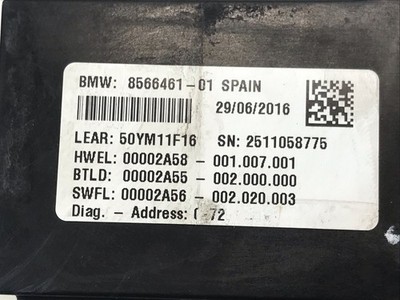 BMW: 8566461-01 SPAIN
29/06/2016
LEAR: 50YM11F16 SN: 2511058775
HWEL: 00002A58 - 001.007.001
BTLD: 00002A55 - 002.000.000
SWFL: 00002A56 - 002.020.003
Diag. - Address: 72